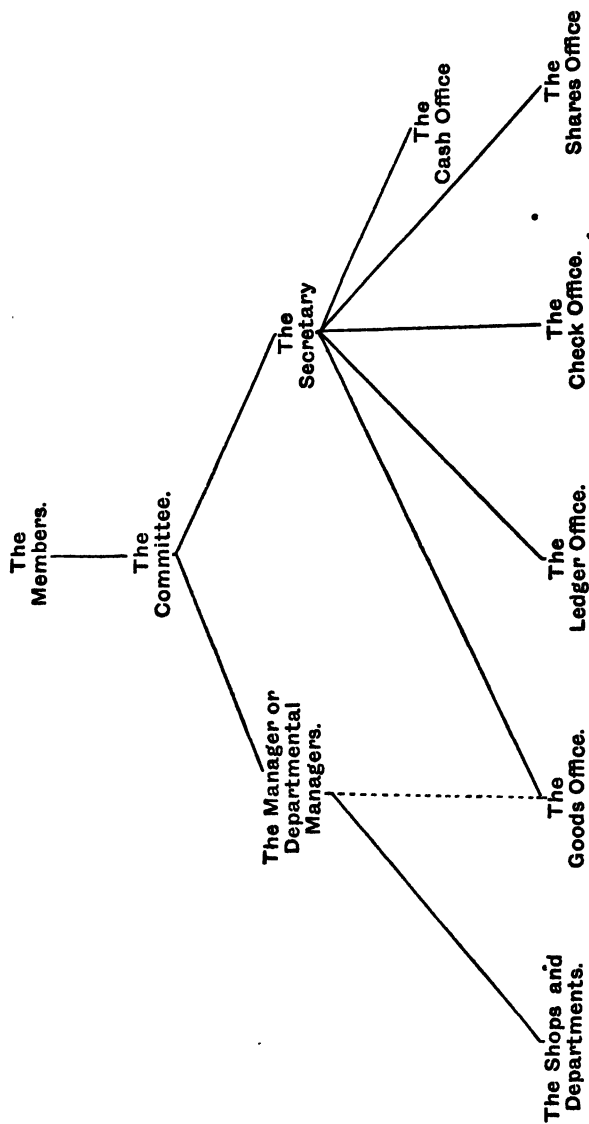 The
Members.
The
Committee.
The Manager or
Departmental
Managers.
The
Secretary
The
Cash Office
The Shops and
Departments.
The
Goods Office.
The
Ledger Office.
The
Check Office.
The
Shares Office